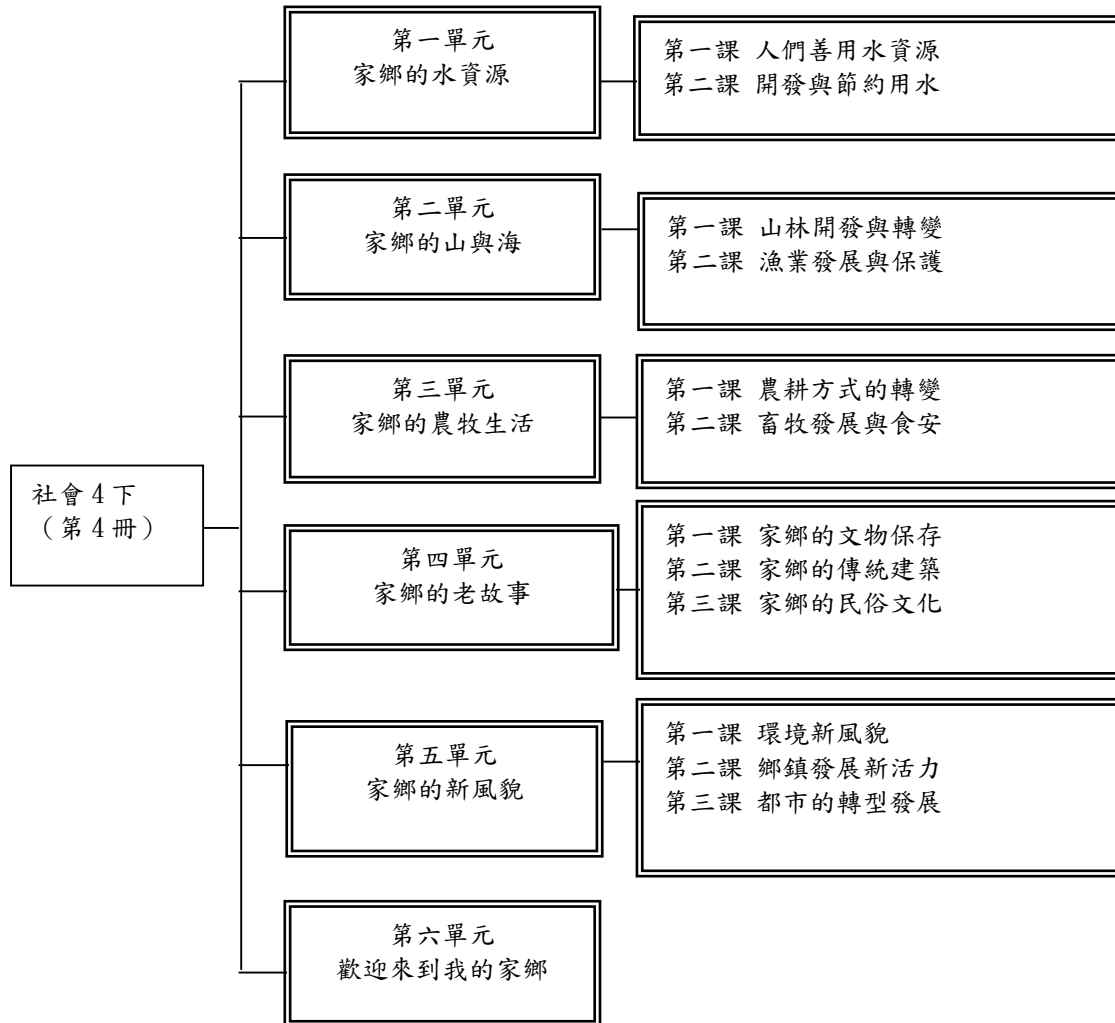 第一單元
家鄉的水資源
第一課 人們善用水資源
第二課 開發與節約用水
第二單元
家鄉的山與海
第一課 山林開發與轉變
第二課 漁業發展與保護
第三單元
家鄉的農牧生活
第一課 農耕方式的轉變
第二課 畜牧發展與食安
社會4下
（第4冊）
第四單元
家鄉的老故事
第一課 家鄉的文物保存
第二課 家鄉的傳統建築
第三課 家鄉的民俗文化
第五單元
家鄉的新風貌
第一課 環境新風貌
第二課 鄉鎮發展新活力
第三課 都市的轉型發展
第六單元
歡迎來到我的家鄉